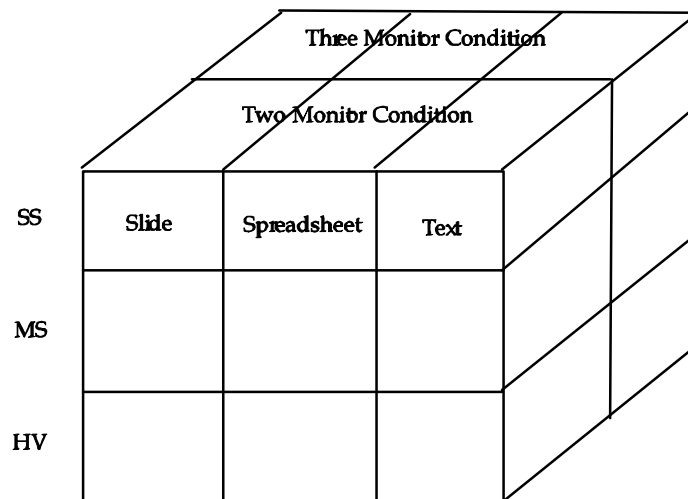 Three Monitor Condition
Two Monitor Condition
SS
Slide Spreadsheet Text
MS
HV